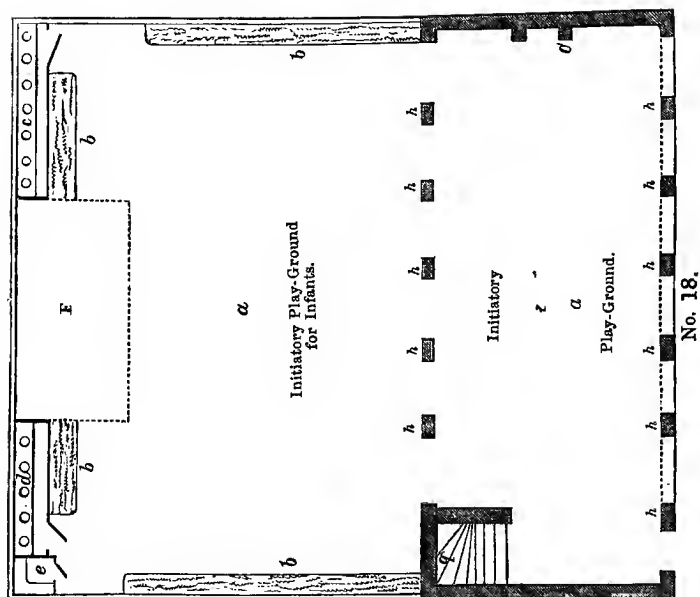 c
d
e
b
b
E
b
b
a
Initiatory Play-Ground
for Infants.
h
h
h
h
h
Initiatory
a
Play-Ground.
h
h
h
h
h
h
No. 18.